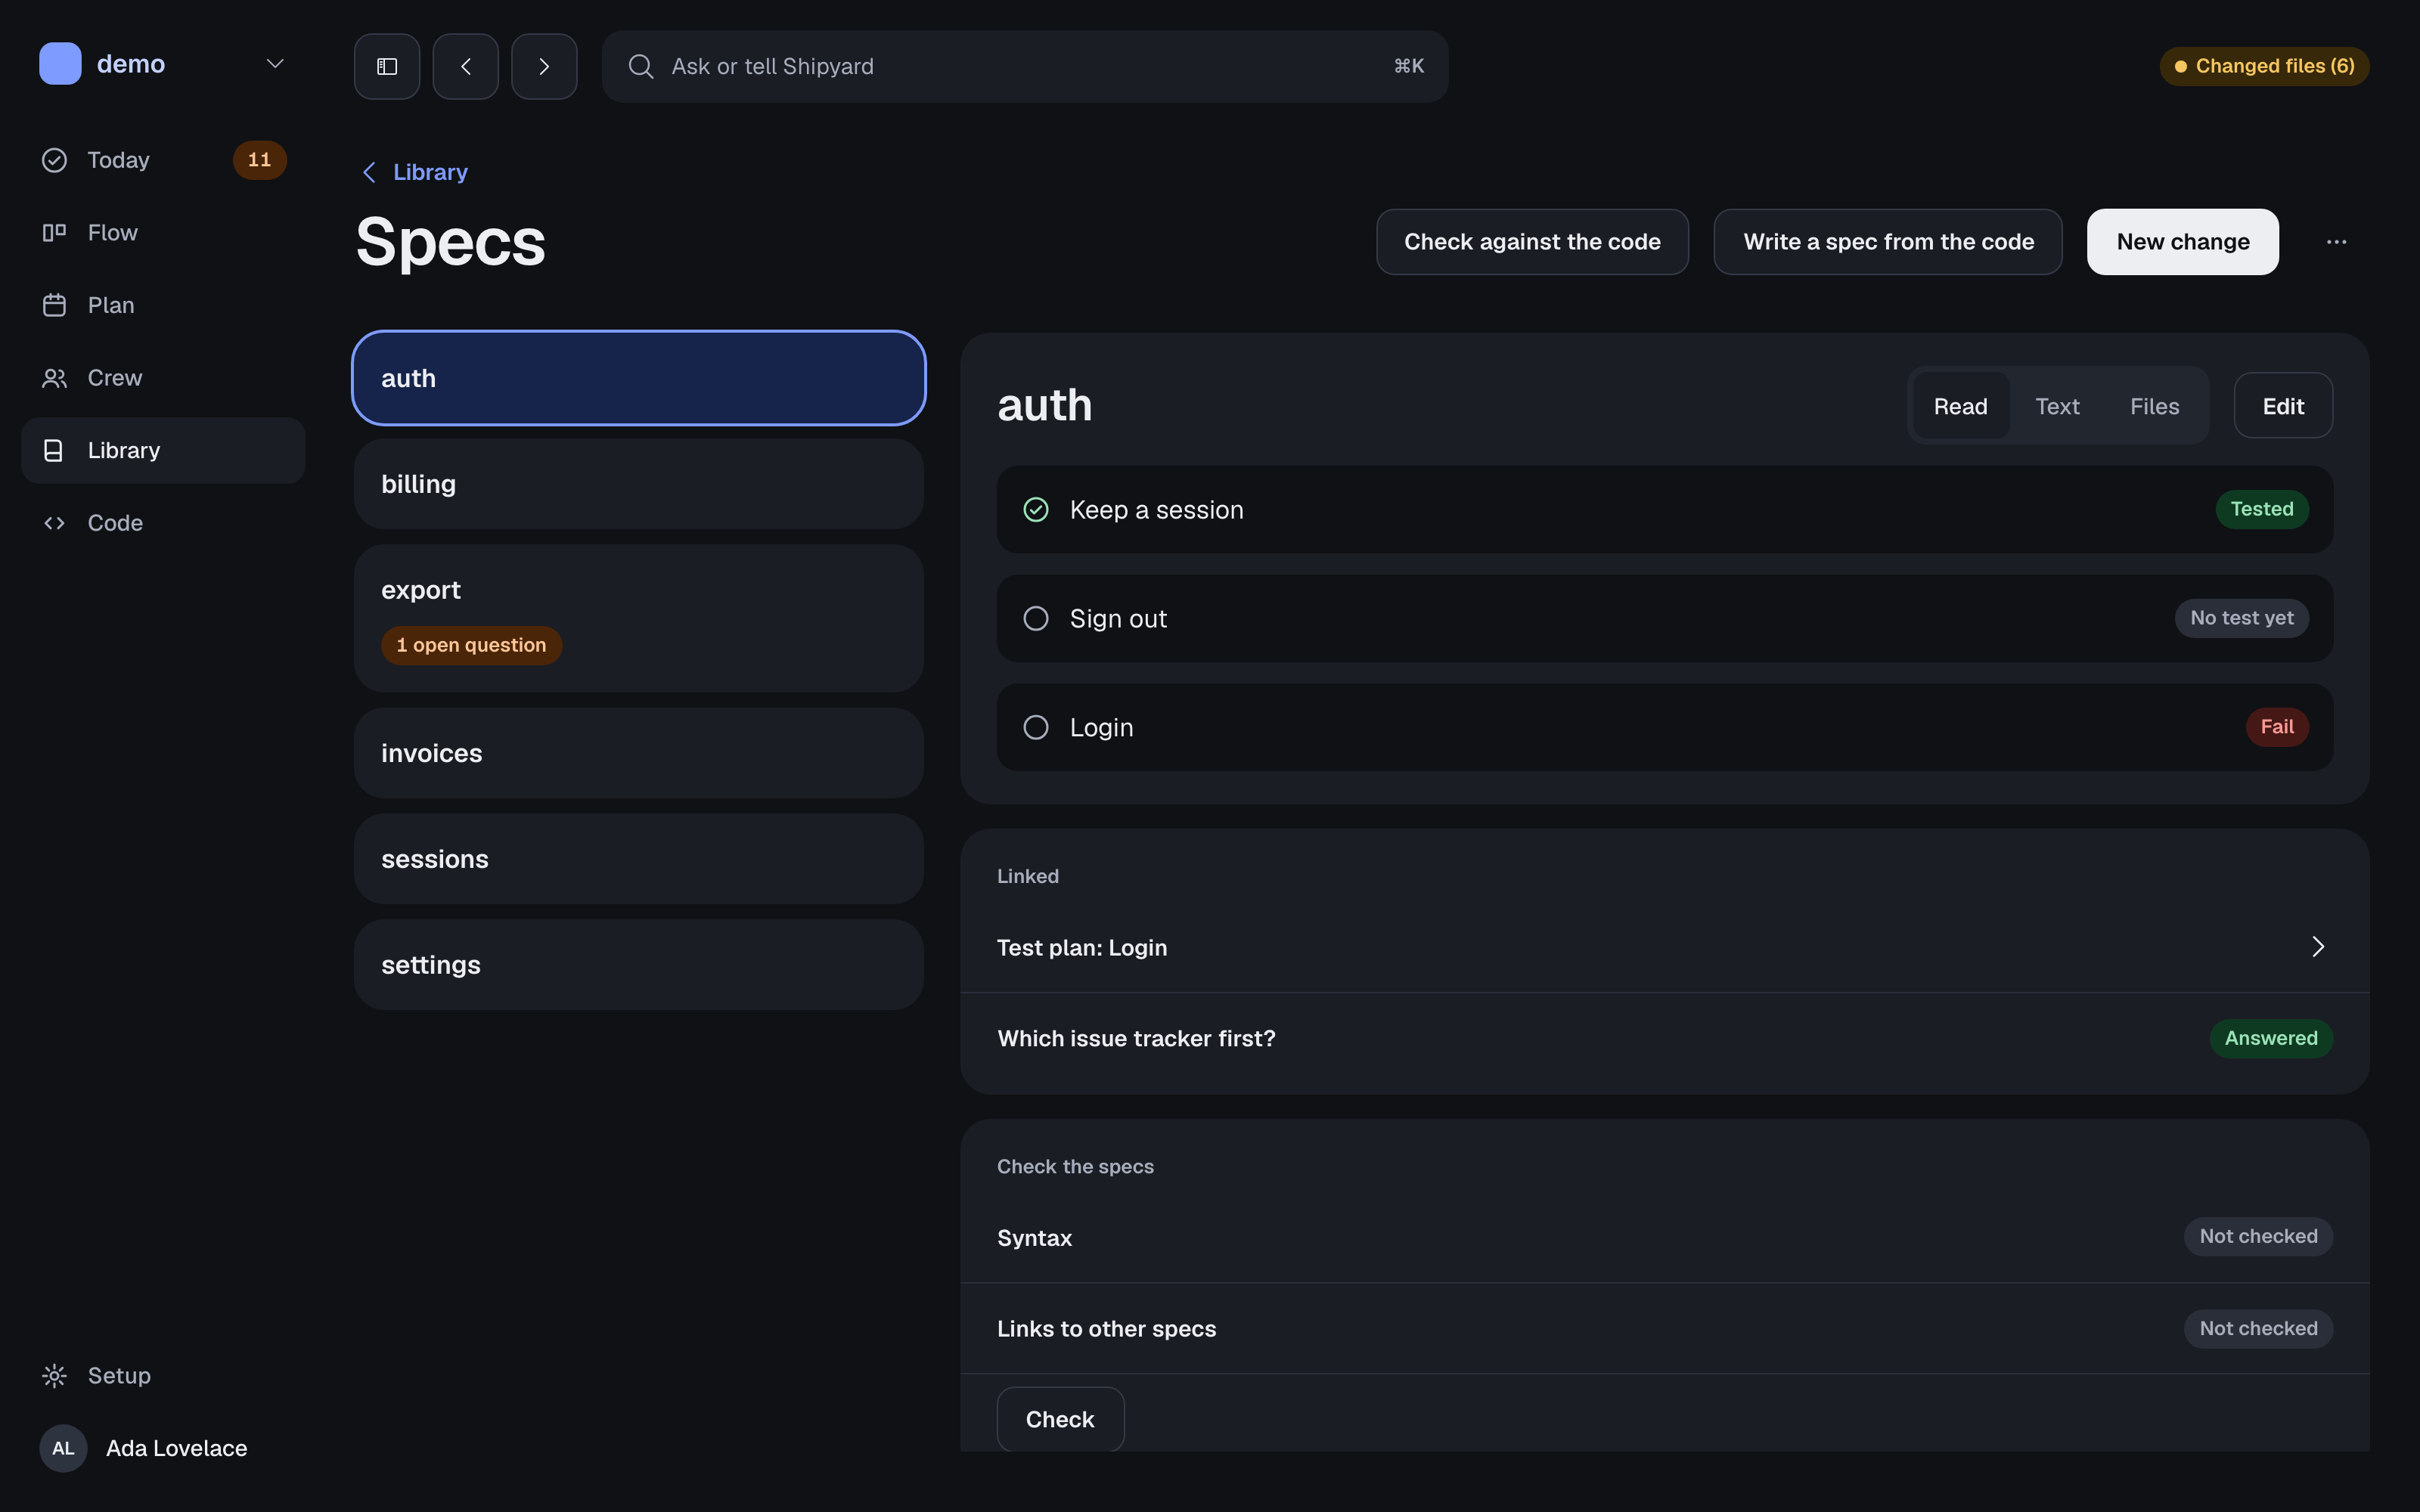 demo
Today
11
Flow
Plan
Crew
Library
Code
Setup
AL
Ada Lovelace
Ask or tell Shipyard
⌘K
Changed files (6)
Library
Specs
Check against the code
Write a spec from the code
New change
auth
billing
export
1 open question
invoices
sessions
settings
auth
Read
Text
Files
Edit
Keep a session
Tested
Sign out
No test yet
Login
Fail
Linked
Test plan: Login
Which issue tracker first?
Answered
Check the specs
Syntax
Not checked
Links to other specs
Not checked
Check